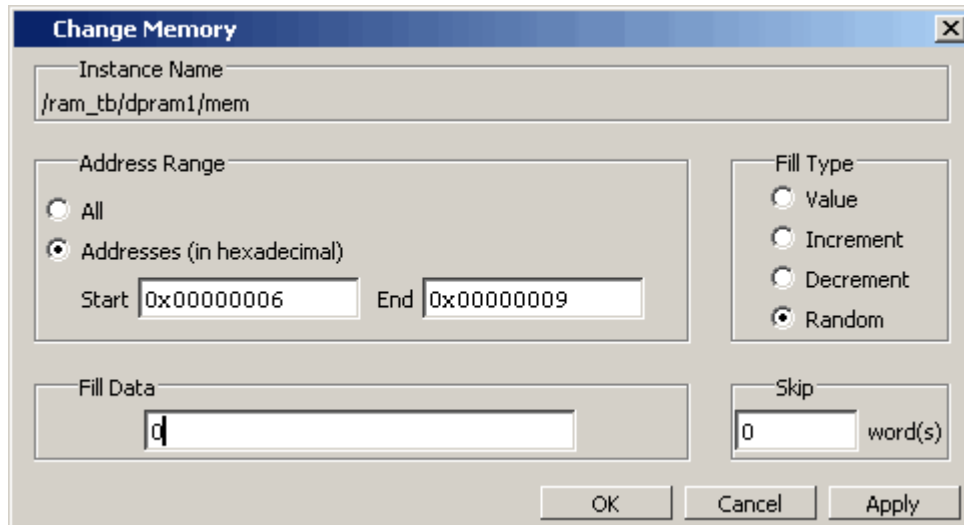 Change Memory
Instance Name
/ram_tb/dpram1/mem
Address Range
All
Addresses (in hexadecimal)
Start 0x00000006 End 0x00000009
Fill Type
Value
Increment
Decrement
Random
Fill Data
0
Skip
0 word(s)
OK Cancel Apply